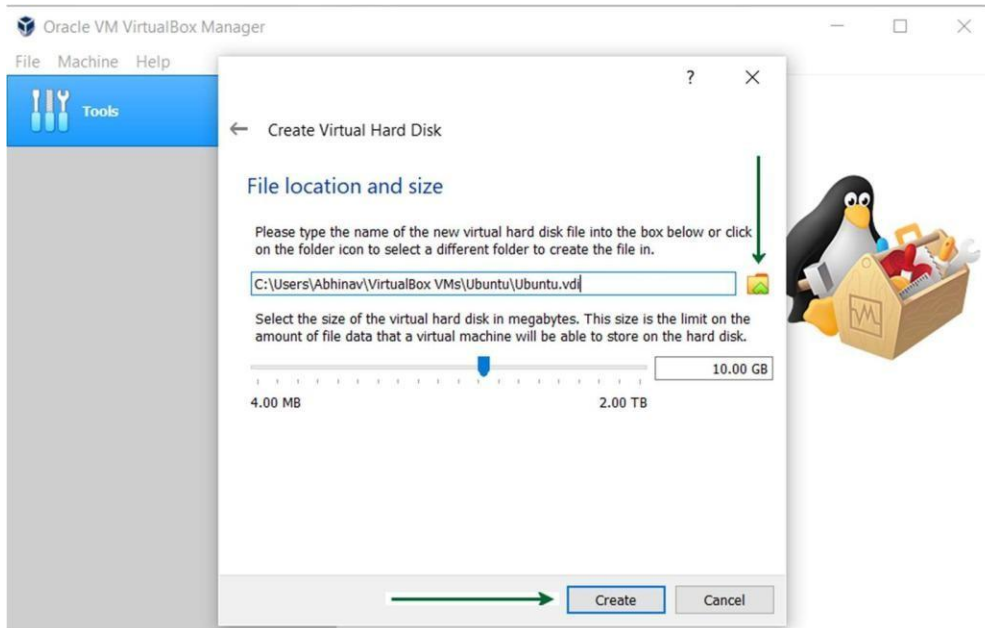 Oracle VM VirtualBox Manager
File Machine Help
Tools
?
Create Virtual Hard Disk
File location and size
Please type the name of the new virtual hard disk file into the box below or click
on the folder icon to select a different folder to create the file in.
C:\Users\Abhinav\VirtualBox VMs\Ubuntu\Ubuntu.vdi
Select the size of the virtual hard disk in megabytes. This size is the limit on the
amount of file data that a virtual machine will be able to store on the hard disk.
10.00 GB
4.00 MB 2.00 TB
Create Cancel